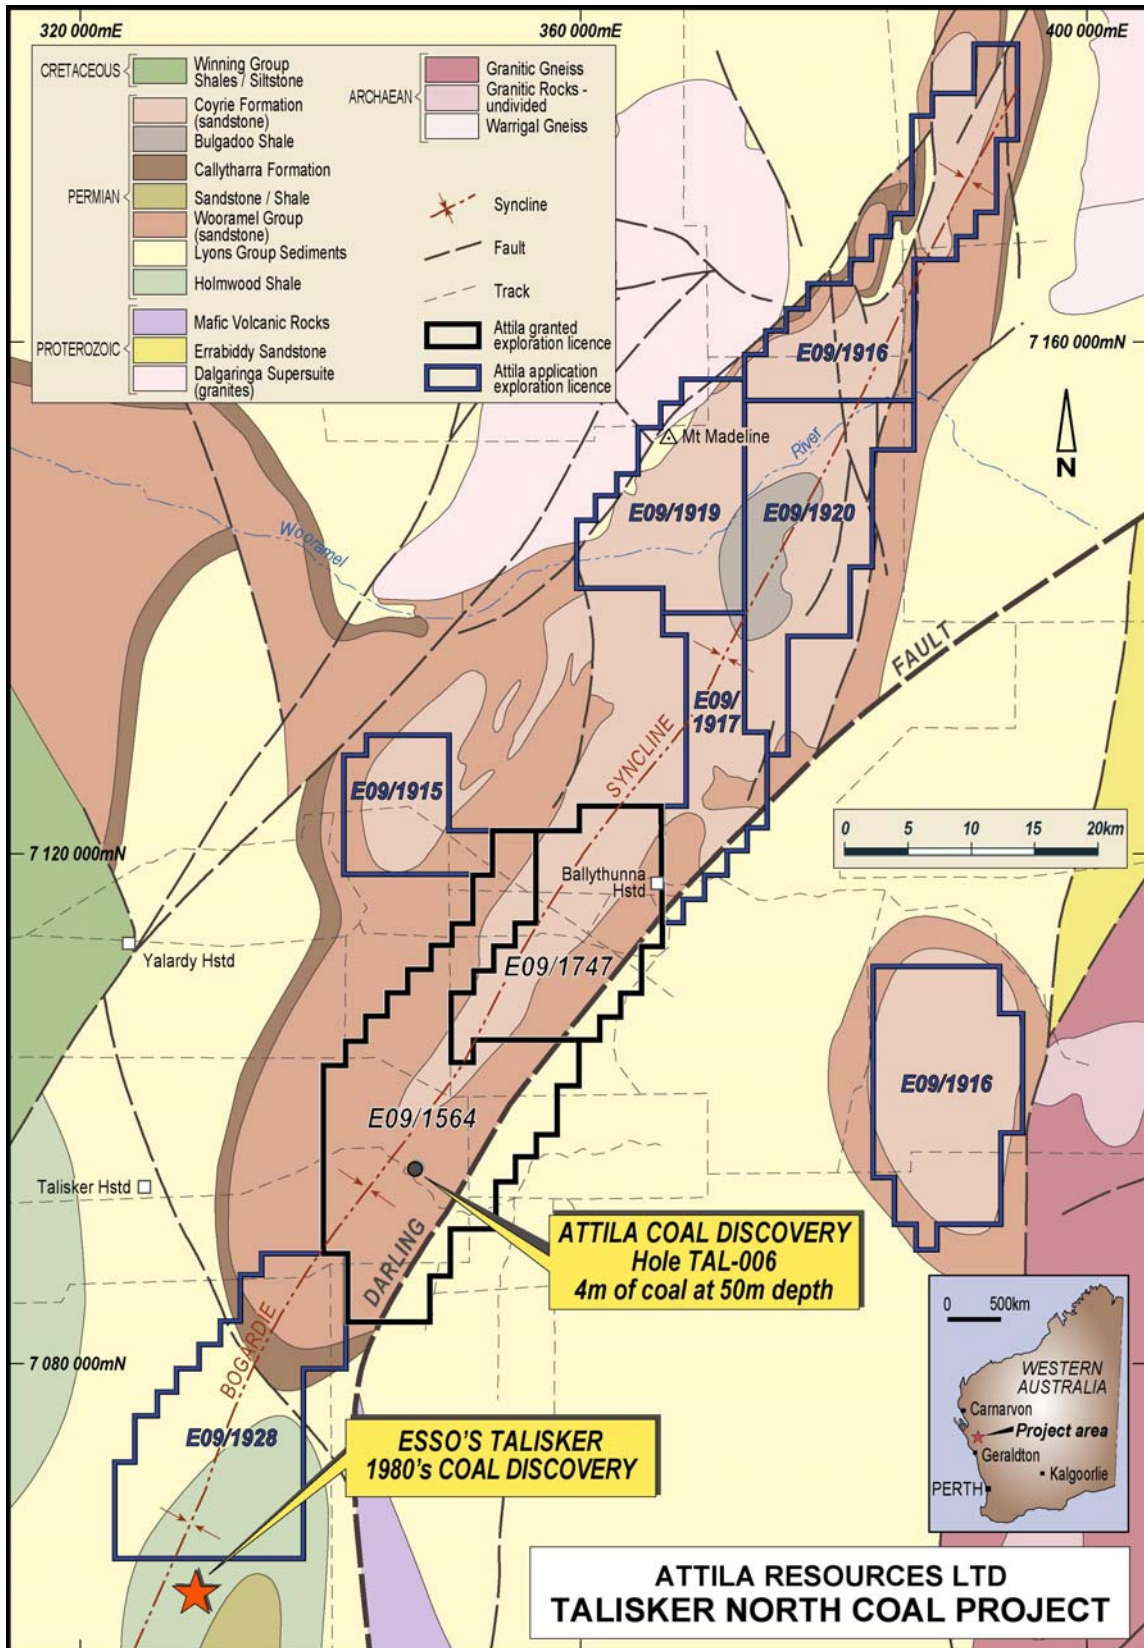 320 000mE
360 000mE
400 000mE
CRETACEOUS
Winning Group
Shales / Siltstone
PERMIAN
Coyrie Formation
(sandstone)
Bulgadoo Shale
Callytharra Formation
Sandstone / Shale
Wooramel Group
(sandstone)
Lyons Group Sediments
Holmwood Shale
PROTEROZOIC
Mafic Volcanic Rocks
Errabiddy Sandstone
Dalgaringa Supersuite
(granites)
ARCHAEAN
Granitic Gneiss
Granitic Rocks -
undivided
Warrigal Gneiss
Syncline
Fault
Track
Attila granted
exploration licence
Attila application
exploration licence
7 160 000mN
E09/1916
N
Mt Madeline
River
E09/1919
E09/1920
Wooramel
FAULT
E09/
1917
SYNCLINE
E09/1915
0 5 10 15 20km
7 120 000mN
Ballythunna
Hstd
Yalardy Hstd
E09/1747
E09/1916
E09/1564
Talisker Hstd
ATTILA COAL DISCOVERY
Hole TAL-006
4m of coal at 50m depth
DARLING
BOGARDIE
7 080 000mN
E09/1928
ESSO'S TALISKER
1980's COAL DISCOVERY
0 500km
WESTERN
AUSTRALIA
Carnarvon
Project area
Geraldton
Kalgoorlie
PERTH
ATTILA RESOURCES LTD
TALISKER NORTH COAL PROJECT